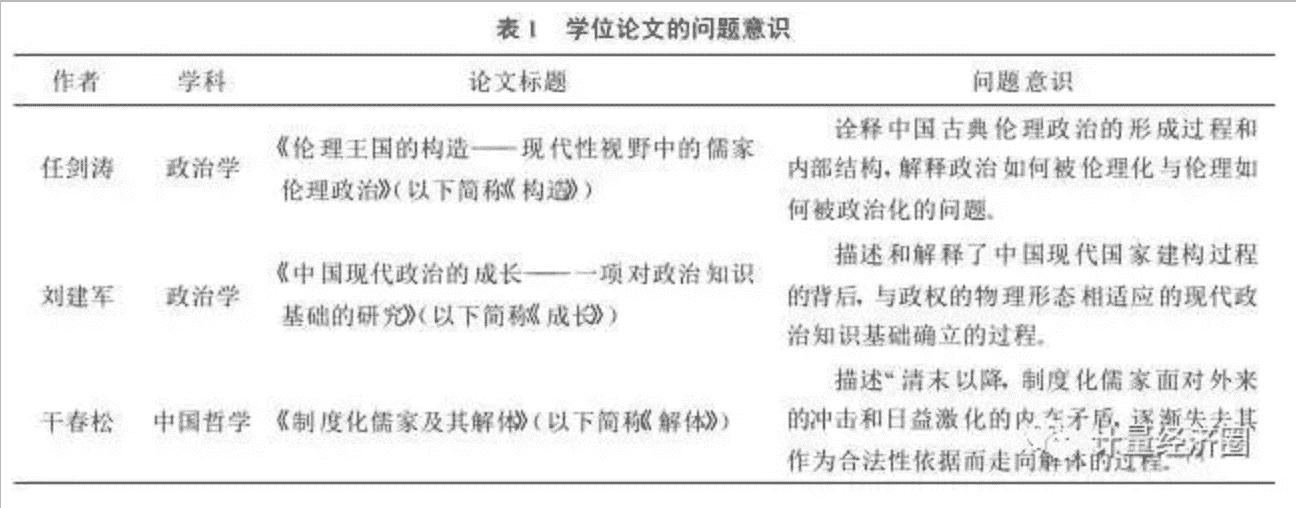 表1 学位论文的问题意识
作者 学科 论文标题 问题意识
任剑涛 政治学 《伦理王国的构造——现代性视野中的儒家
伦理政治》(以下简称《构造》)
诠释中国古典伦理政治的形成过程和
内部结构,解释政治如何被伦理化与伦理如
何被政治化的问题。
刘建军 政治学 《中国现代政治的成长——一项对政治知识
基础的研究》(以下简称《成长》)
描述和解释了中国现代国家建构过程
的背后,与政权的物理形态相适应的现代政
治知识基础确立的过程。
干春松 中国哲学 《制度化儒家及其解体》(以下简称《解体》)
描述“清末以降,制度化儒家面对外来
的冲击和日益激化的内在矛盾,逐渐失去其
作为合法性依据而走向解体的过程。
计量经济圈